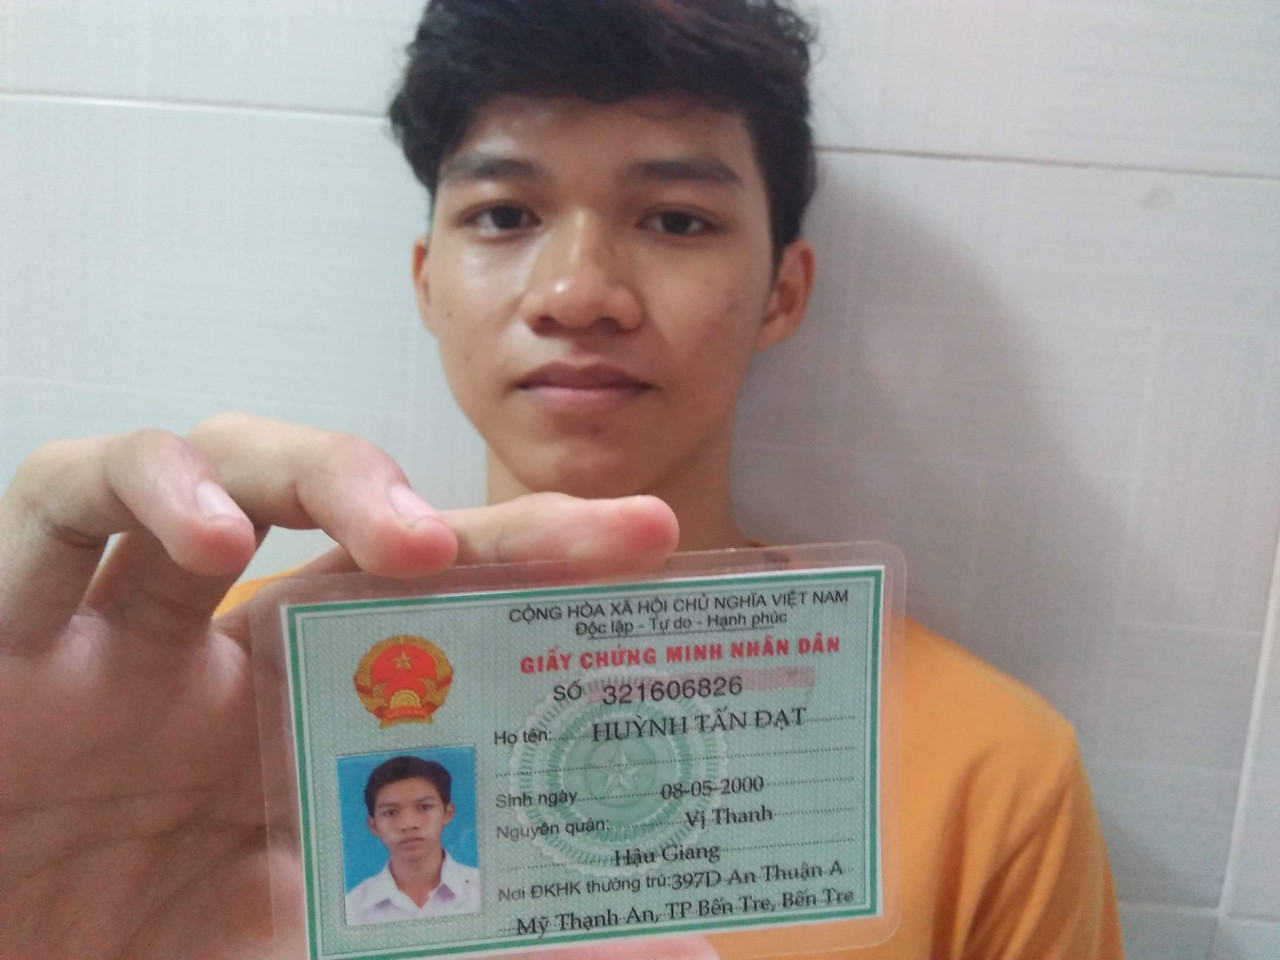 CỘNG HÒA XÃ HỘI CHỦ NGHĨA VIỆT NAM
Độc lập - Tự do - Hạnh phúc
GIẤY CHỨNG MINH NHÂN DÂN
SỐ 321606826
Họ tên: HUỲNH TẤN ĐẠT
Sinh ngày 08-05-2000
Nguyên quán: Vị Thanh
Hậu Giang
Nơi ĐKHK thường trú: 397D An Thuận A
Mỹ Thạnh An, TP Bến Tre, Bến Tre